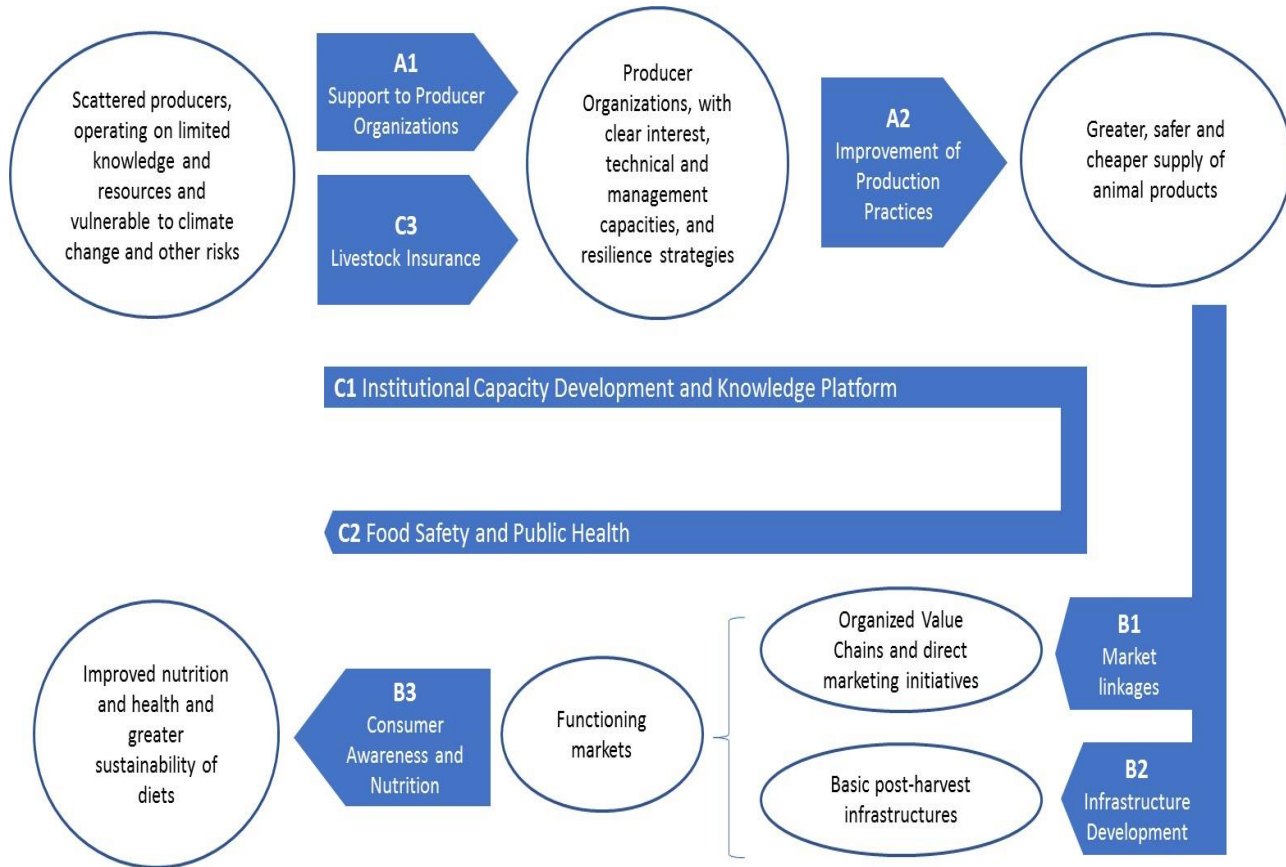 Scattered producers,
operating on limited
knowledge and
resources and
vulnerable to climate
change and other risks
A1
Support to Producer
Organizations
C3
Livestock Insurance
Producer
Organizations, with
clear interest,
technical and
management
capacities, and
resilience strategies
A2
Improvement of
Production
Practices
Greater, safer and
cheaper supply of
animal products
C1 Institutional Capacity Development and Knowledge Platform
C2 Food Safety and Public Health
B1
Market
linkages
B2
Infrastructure
Development
Organized Value
Chains and direct
marketing initiatives
Basic post-harvest
infrastructures
Functioning
markets
B3
Consumer
Awareness and
Nutrition
Improved nutrition
and health and
greater
sustainability of
diets